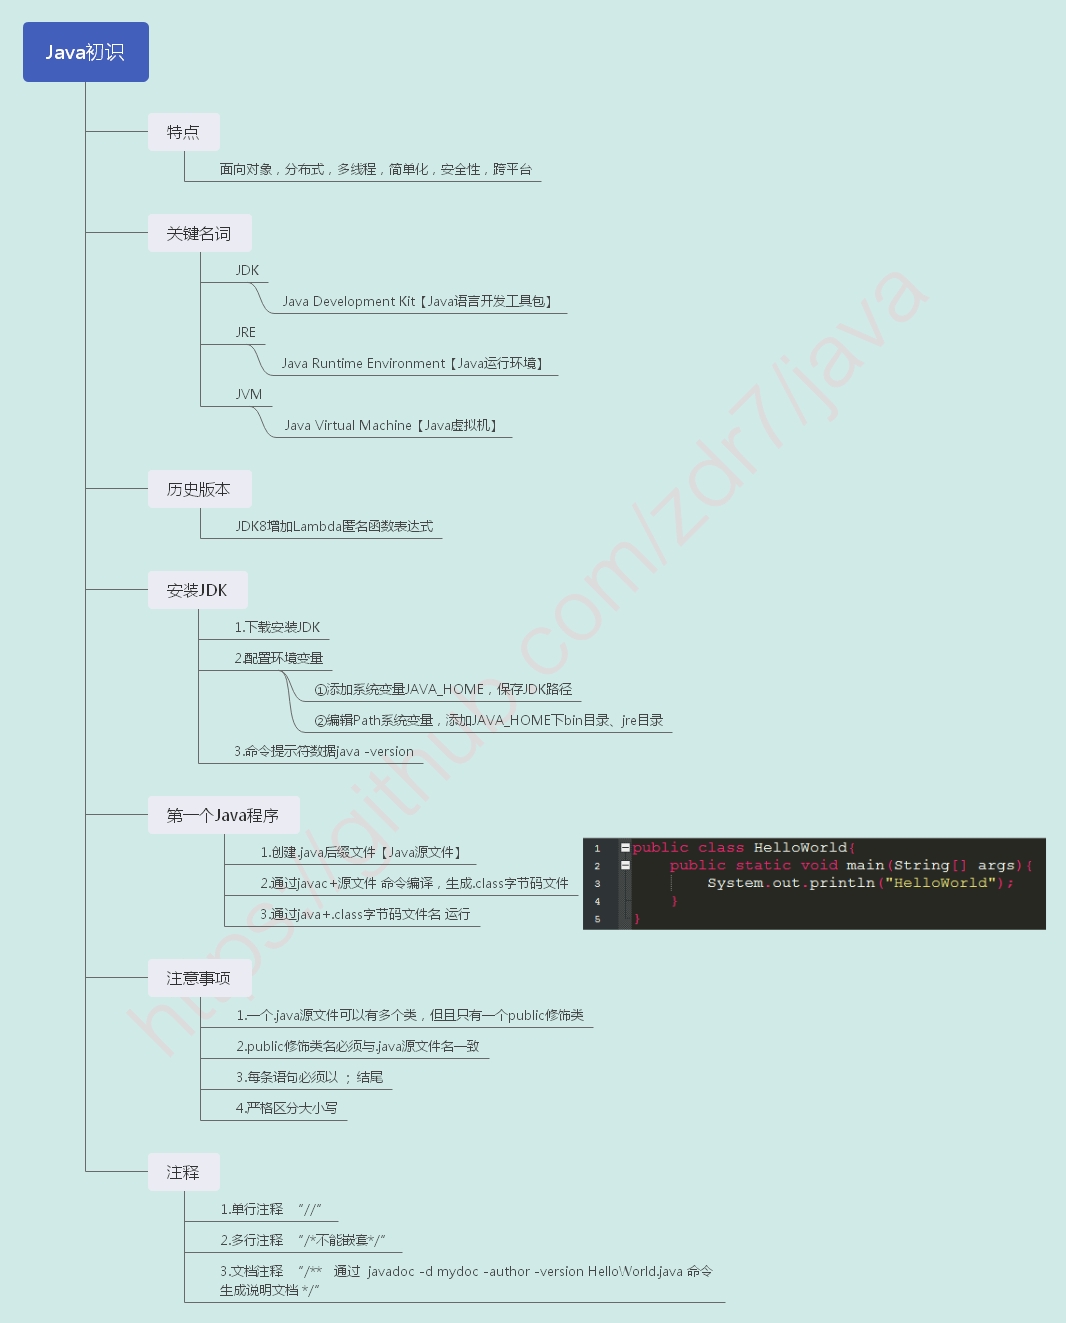 Java初识
特点
面向对象，分布式，多线程，简单化，安全性，跨平台
关键名词
JDK
Java Development Kit【Java语言开发工具包】
JRE
Java Runtime Environment【Java运行环境】
JVM
Java Virtual Machine【Java虚拟机】
历史版本
JDK8增加Lambda匿名函数表达式
安装JDK
1.下载安装JDK
2.配置环境变量
①添加系统变量JAVA_HOME，保存JDK路径
②编辑Path系统变量，添加JAVA_HOME下bin目录、jre目录
3.命令提示符数据java -version
第一个Java程序
1.创建.java后缀文件【Java源文件】
2.通过javac+源文件 命令编译，生成.class字节码文件
3.通过java+.class字节码文件名 运行
1 public class HelloWorld{
2 public static void main(String[] args){
3 System.out.println("HelloWorld");
4 }
5 }
注意事项
1.一个.java源文件可以有多个类，但且只有一个public修饰类
2.public修饰类名必须与.java源文件名一致
3.每条语句必须以 ；结尾
4.严格区分大小写
注释
1.单行注释 “//”
2.多行注释 “/*不能嵌套*/”
3.文档注释 “/** 通过 javadoc -d mydoc -author -version HelloWorld.java 命令
生成说明文档 */”
https://github.com/zdr7/java